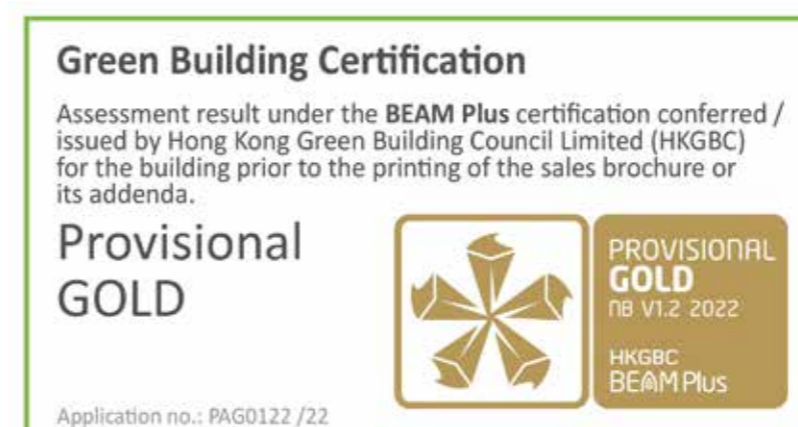 Green Building Certification
Assessment result under the BEAM Plus certification conferred /
issued by Hong Kong Green Building Council Limited (HKGBC)
for the building prior to the printing of the sales brochure or
its addenda.
Provisional
GOLD
PROVISIONAL
GOLD
NB V1.2 2022
HKGBC
BEAM Plus
Application no.: PAG0122 /22